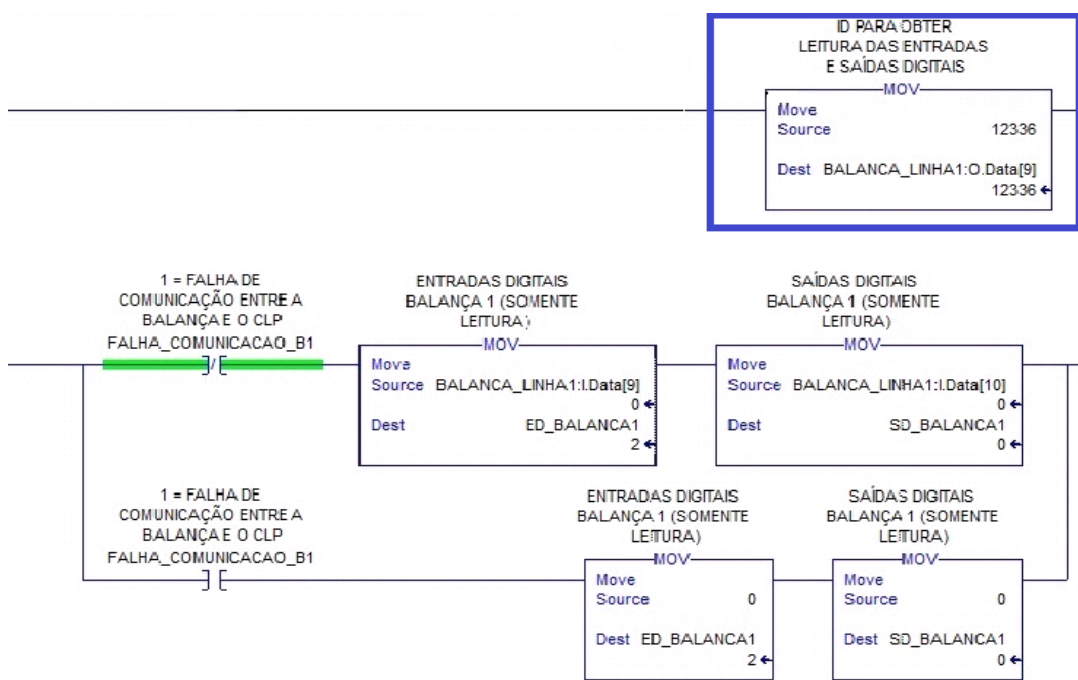 ID PARA OBTER
LEITURA DAS ENTRADAS
E SAÍDAS DIGITAIS
MOV
Move
Source 12336
Dest BALANCA_LINHA1:O.Data[9]
12336
1 = FALHA DE
COMUNICAÇÃO ENTRE A
BALANÇA E O CLP
FALHA_COMUNICACAO_B1
ENTRADAS DIGITAIS
BALANÇA 1 (SOMENTE
LEITURA)
MOV
Move
Source BALANCA_LINHA1:I.Data[9]
0
Dest ED_BALANCA1
2
SAÍDAS DIGITAIS
BALANÇA 1 (SOMENTE
LEITURA)
MOV
Move
Source BALANCA_LINHA1:I.Data[10]
0
Dest SD_BALANCA1
0
1 = FALHA DE
COMUNICAÇÃO ENTRE A
BALANÇA E O CLP
FALHA_COMUNICACAO_B1
ENTRADAS DIGITAIS
BALANÇA 1 (SOMENTE
LEITURA)
MOV
Move
Source 0
Dest ED_BALANCA1
2
SAÍDAS DIGITAIS
BALANÇA 1 (SOMENTE
LEITURA)
MOV
Move
Source 0
Dest SD_BALANCA1
0